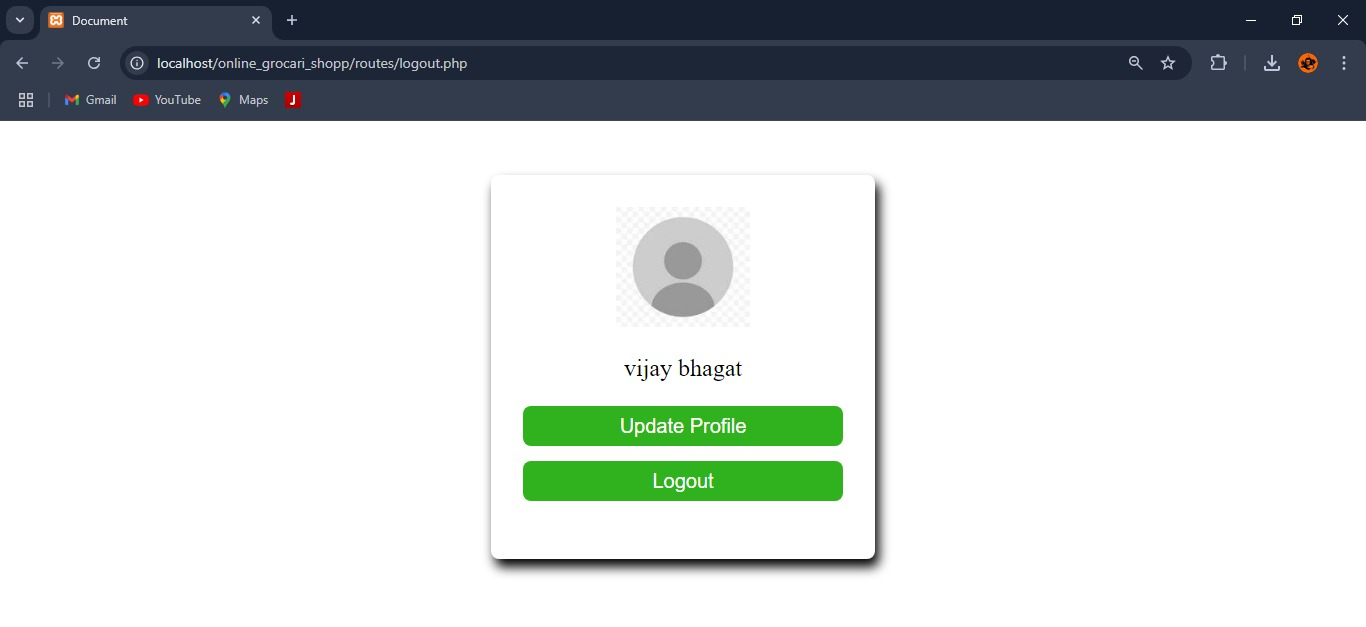 Document
localhost/online_grocari_shopp/routes/logout.php
Gmail YouTube Maps J
vijay bhagat
Update Profile
Logout